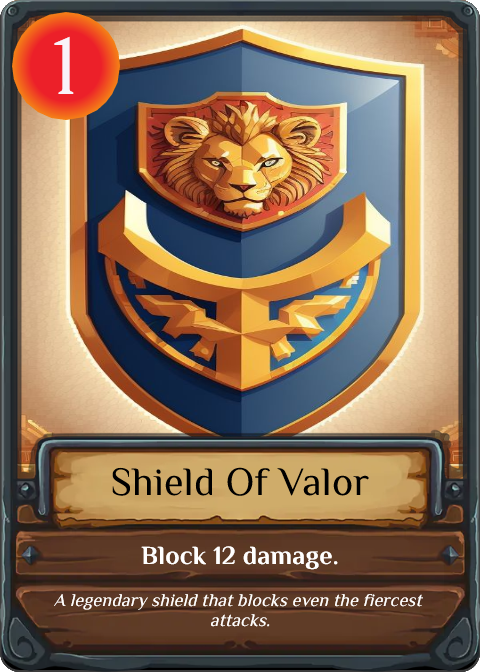 1
Shield Of Valor
Block 12 damage.
A legendary shield that blocks even the fiercest
attacks.